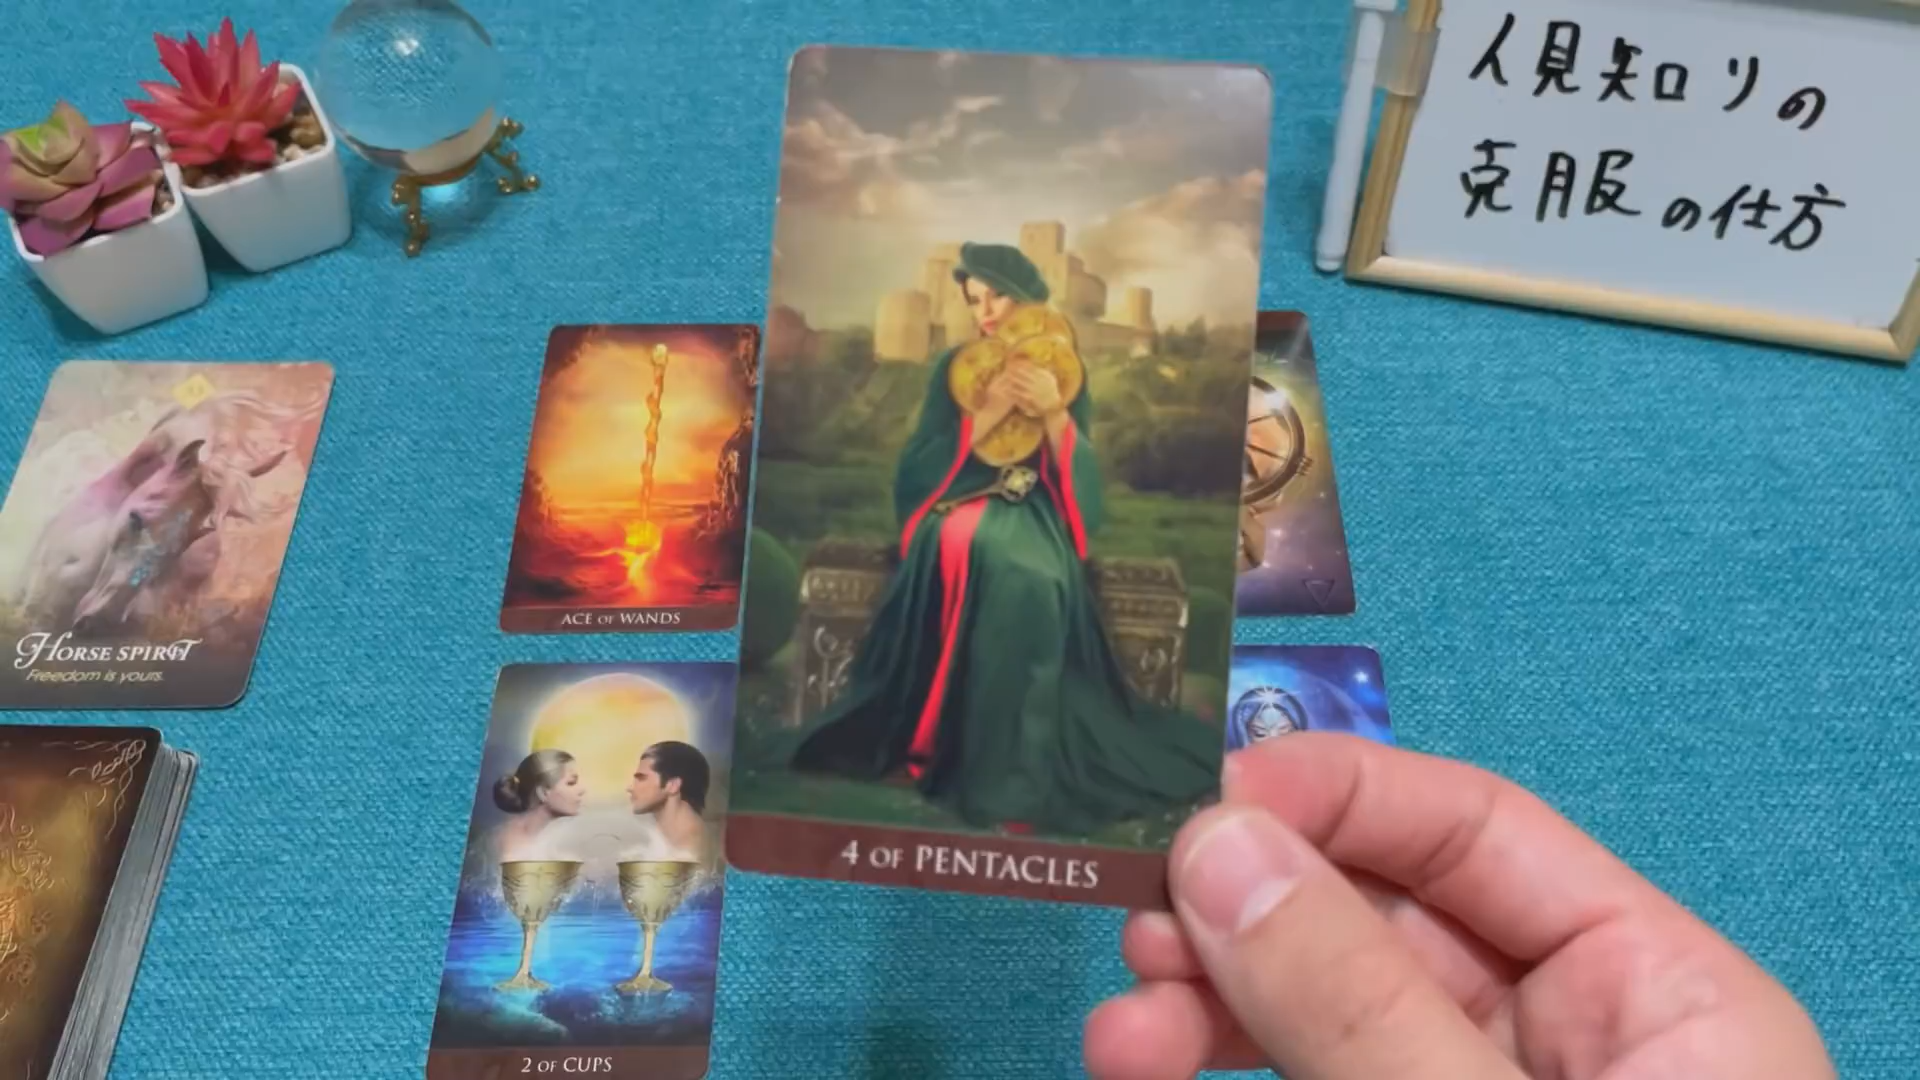 人見知りの
克服の仕方
HORSE SPIRIT
Freedom is yours.
ACE OF WANDS
4 OF PENTACLES
2 OF CUPS